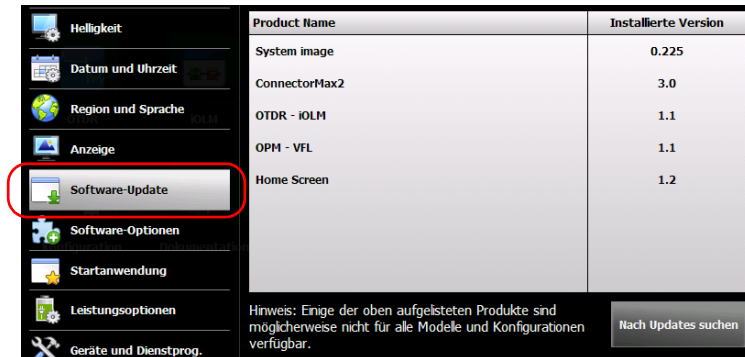 Helligkeit
Datum und Uhrzeit
Region und Sprache
Anzeige
Software-Update
Software-Optionen
Startanwendung
Leistungsoptionen
Geräte und Dienstprog.
Product Name Installierte Version
System image 0.225
ConnectorMax2 3.0
OTDR - iOLM 1.1
OPM - VFL 1.1
Home Screen 1.2
Hinweis: Einige der oben aufgelisteten Produkte sind
möglicherweise nicht für alle Modelle und Konfigurationen
verfügbar.
Nach Updates suchen